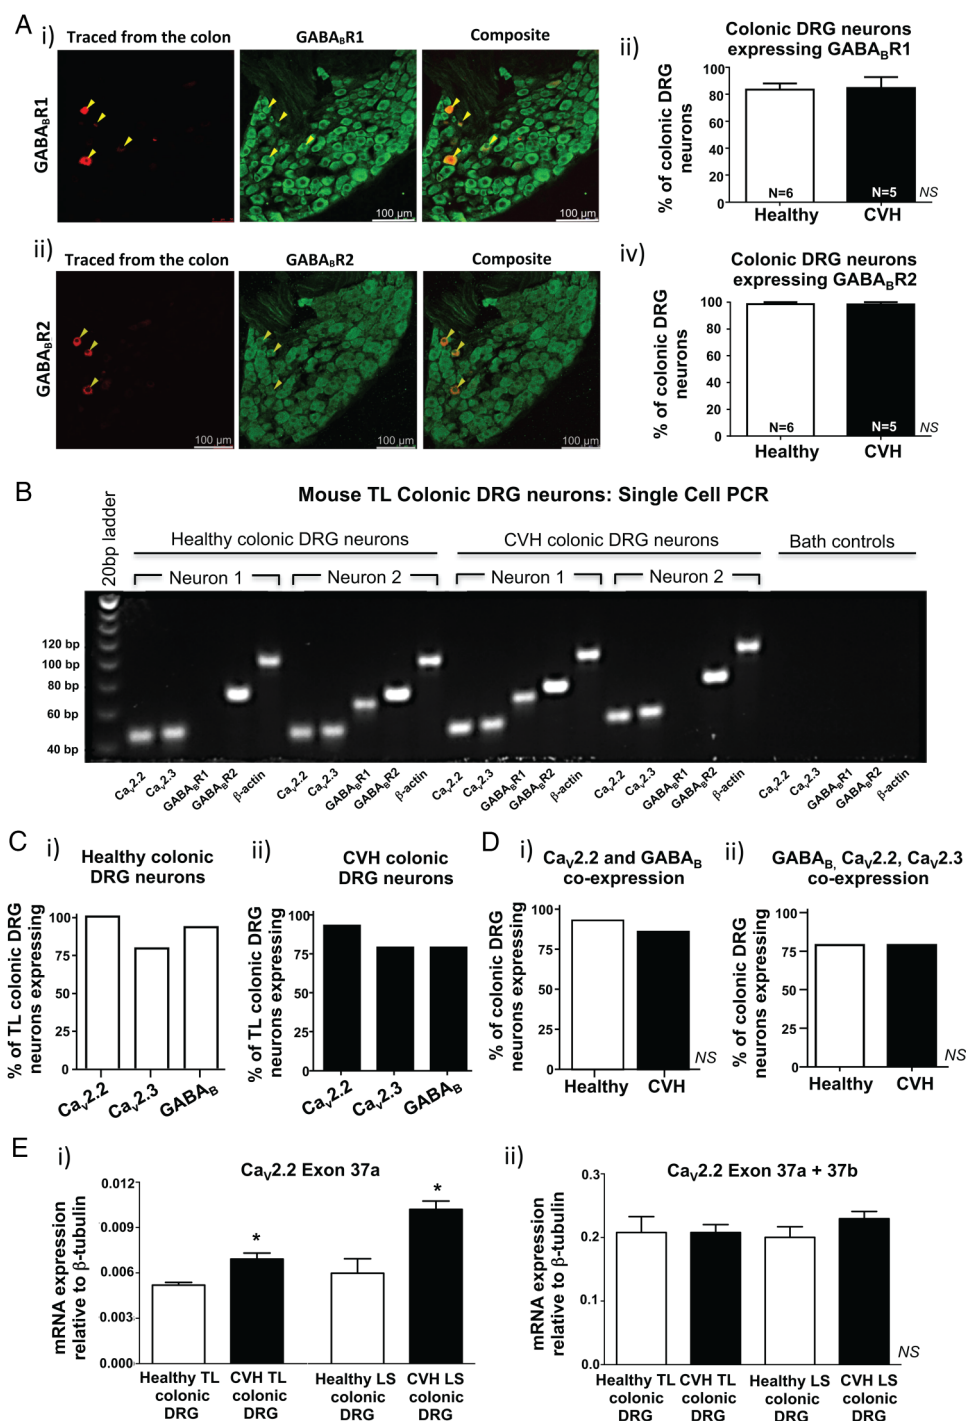 A
i)
Traced from the colon
GABABR1
Composite
GABABR1
100 µm
100 µm
ii)
Colonic DRG neurons
expressing GABABR1
% of colonic DRG
neurons
100
80
60
40
20
0
N=6
N=5
NS
Healthy
CVH
ii)
Traced from the colon
GABABR2
Composite
GABABR2
100 µm
100 µm
iv)
Colonic DRG neurons
expressing GABABR2
% of colonic DRG
neurons
100
80
60
40
20
0
N=6
N=5
NS
Healthy
CVH
B
Mouse TL Colonic DRG neurons: Single Cell PCR
20bp ladder
Healthy colonic DRG neurons
CVH colonic DRG neurons
Bath controls
Neuron 1
Neuron 2
Neuron 1
Neuron 2
120 bp
100 bp
80 bp
60 bp
40 bp
Cav2.2
Cav2.3
GABABR1
GABABR2
β-actin
Cav2.2
Cav2.3
GABABR1
GABABR2
β-actin
Cav2.2
Cav2.3
GABABR1
GABABR2
β-actin
Cav2.2
Cav2.3
GABABR1
GABABR2
β-actin
Cav2.2
Cav2.3
GABABR1
GABABR2
β-actin
C
i)
Healthy colonic
DRG neurons
% of TL colonic DRG
neurons expressing
100
75
50
25
0
Cav2.2
Cav2.3
GABAB
ii)
CVH colonic
DRG neurons
% of TL colonic DRG
neurons expressing
100
75
50
25
0
Cav2.2
Cav2.3
GABAB
D
i)
CaV2.2 and GABAB
co-expression
% of colonic DRG
neurons expressing
100
75
50
25
0
NS
Healthy
CVH
ii)
GABAB, CaV2.2, CaV2.3
co-expression
% of colonic DRG
neurons expressing
100
75
50
25
0
NS
Healthy
CVH
E
i)
CaV2.2 Exon 37a
mRNA expression
relative to β-tubulin
0.012
0.009
0.006
0.003
0.000
*
*
Healthy TL
colonic
DRG
CVH TL
colonic
DRG
Healthy LS
colonic
DRG
CVH LS
colonic
DRG
ii)
CaV2.2 Exon 37a + 37b
mRNA expression
relative to β-tubulin
0.3
0.2
0.1
0.0
NS
Healthy TL
colonic
DRG
CVH TL
colonic
DRG
Healthy LS
colonic
DRG
CVH LS
colonic
DRG